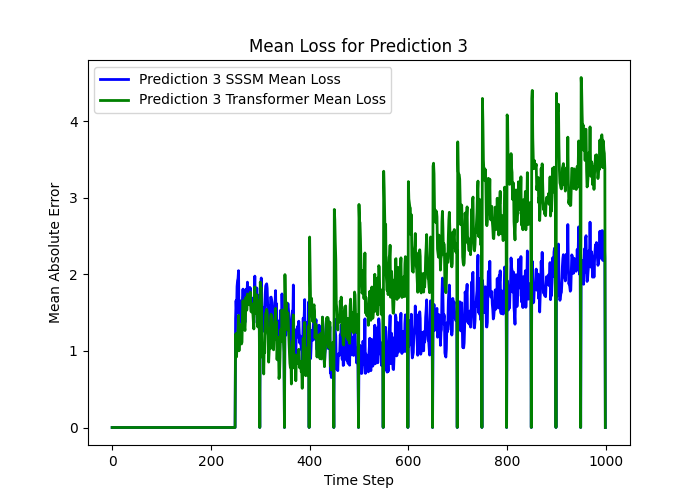 Mean Loss for Prediction 3
Prediction 3 SSSM Mean Loss
Prediction 3 Transformer Mean Loss
Mean Absolute Error
4
3
2
1
0
0 200 400 600 800 1000
Time Step